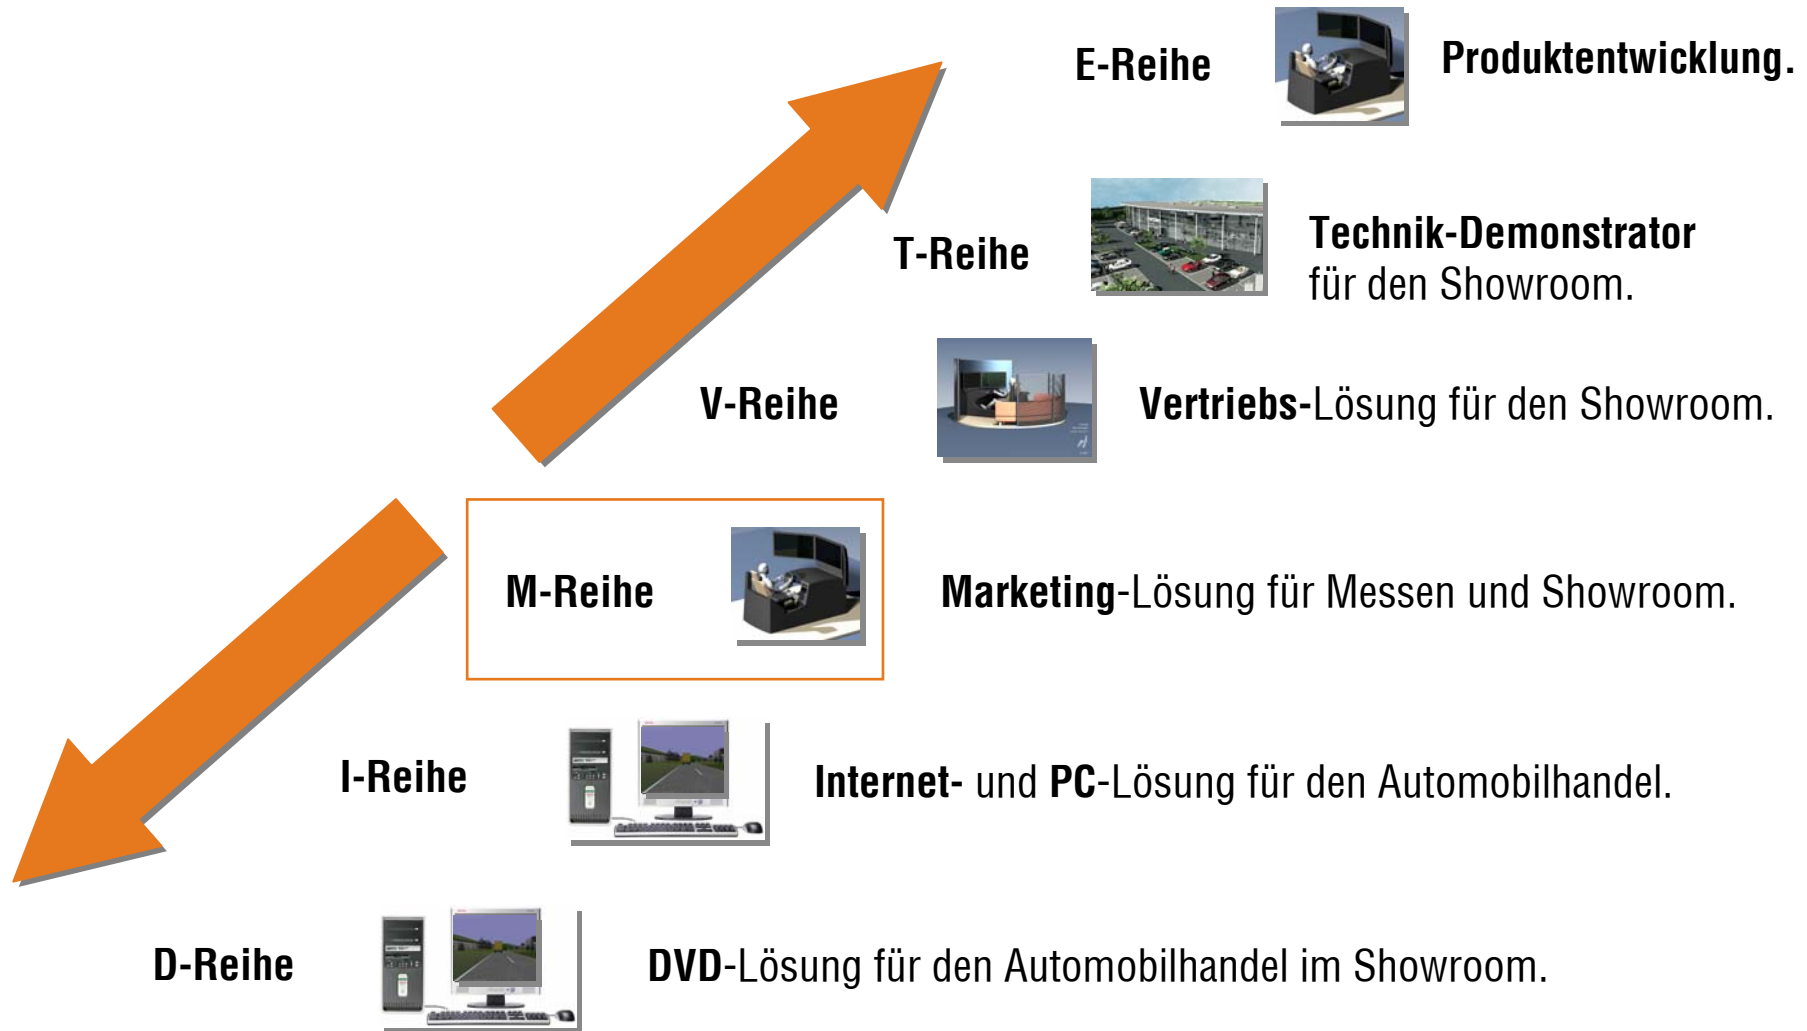 E-Reihe Produktentwicklung.
T-Reihe Technik-Demonstrator
für den Showroom.
V-Reihe Vertriebs-Lösung für den Showroom.
M-Reihe Marketing-Lösung für Messen und Showroom.
I-Reihe Internet- und PC-Lösung für den Automobilhandel.
D-Reihe DVD-Lösung für den Automobilhandel im Showroom.